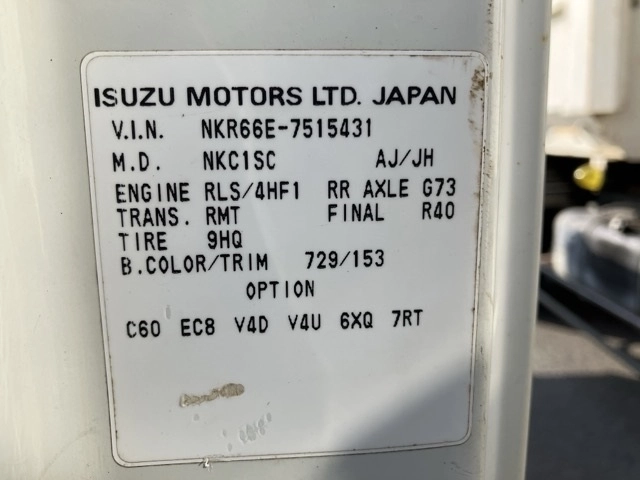 ISUZU MOTORS LTD. JAPAN
V.I.N. NKR66E-7515431
M.D. NKC1SC AJ/JH
ENGINE RLS/4HF1 RR AXLE G73
TRANS. RMT FINAL R40
TIRE 9HQ
B.COLOR/TRIM 729/153
OPTION
C60 EC8 V4D V4U 6XQ 7RT